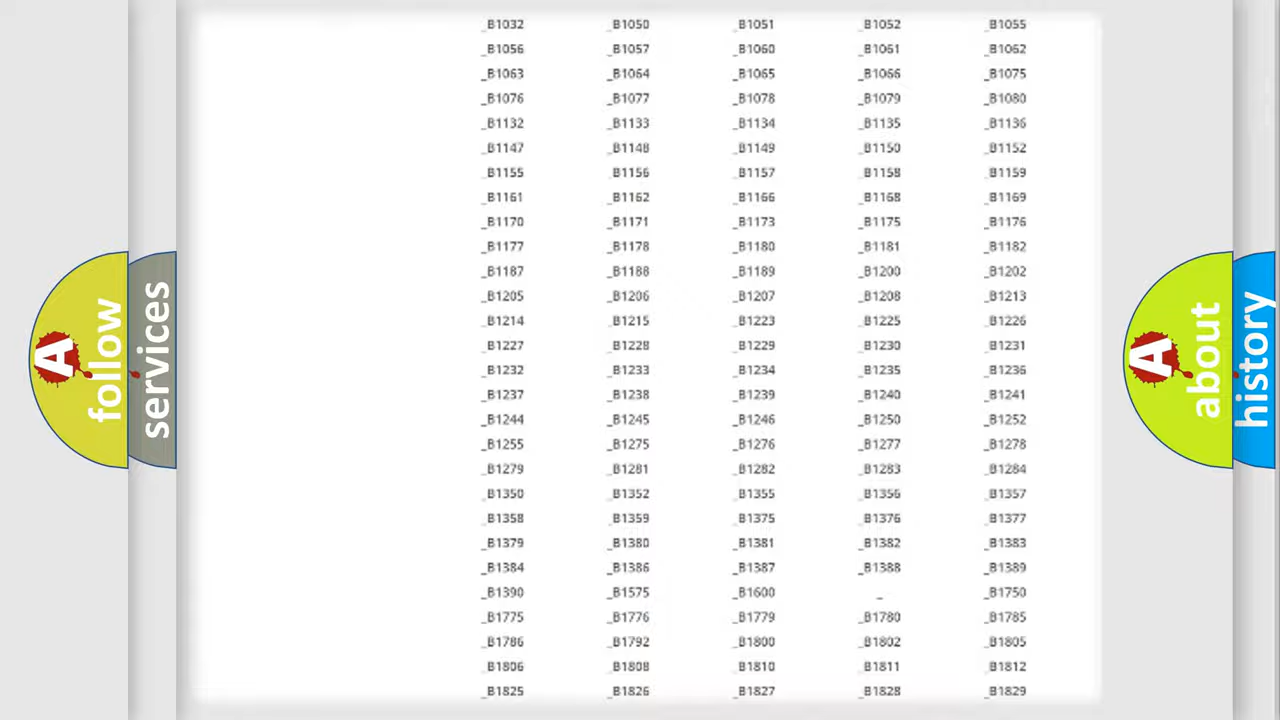 _B1032 _B1050 _B1051 _B1052 _B1055
_B1056 _B1057 _B1060 _B1061 _B1062
_B1063 _B1064 _B1065 _B1066 _B1075
_B1076 _B1077 _B1078 _B1079 _B1080
_B1132 _B1133 _B1134 _B1135 _B1136
_B1147 _B1148 _B1149 _B1150 _B1152
_B1155 _B1156 _B1157 _B1158 _B1159
_B1161 _B1162 _B1166 _B1168 _B1169
_B1170 _B1171 _B1173 _B1175 _B1176
_B1177 _B1178 _B1180 _B1181 _B1182
_B1187 _B1188 _B1189 _B1200 _B1202
_B1205 _B1206 _B1207 _B1208 _B1213
_B1214 _B1215 _B1223 _B1225 _B1226
_B1227 _B1228 _B1229 _B1230 _B1231
_B1232 _B1233 _B1234 _B1235 _B1236
_B1237 _B1238 _B1239 _B1240 _B1241
_B1244 _B1245 _B1246 _B1250 _B1252
_B1255 _B1275 _B1276 _B1277 _B1278
_B1279 _B1281 _B1282 _B1283 _B1284
_B1350 _B1352 _B1355 _B1356 _B1357
_B1358 _B1359 _B1375 _B1376 _B1377
_B1379 _B1380 _B1381 _B1382 _B1383
_B1384 _B1386 _B1387 _B1388 _B1389
_B1390 _B1575 _B1600 _ _B1750
_B1775 _B1776 _B1779 _B1780 _B1785
_B1786 _B1792 _B1800 _B1802 _B1805
_B1806 _B1808 _B1810 _B1811 _B1812
_B1825 _B1826 _B1827 _B1828 _B1829
A follow
services
A about
history